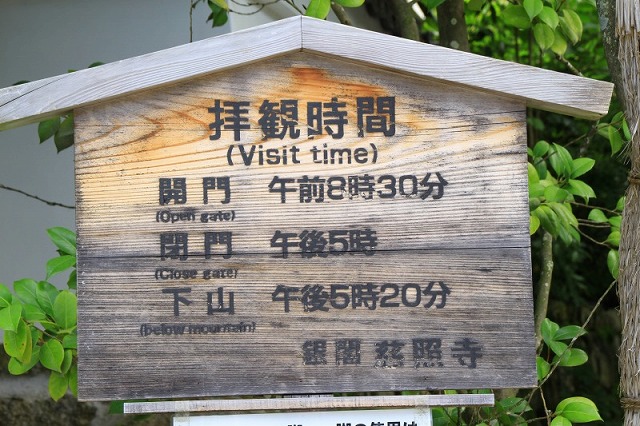 拝観時間
(Visit time)
開門 午前8時30分
(Open gate)
閉門 午後5時
(Close gate)
下山 午後5時20分
(below mountain)
銀閣 慈照寺